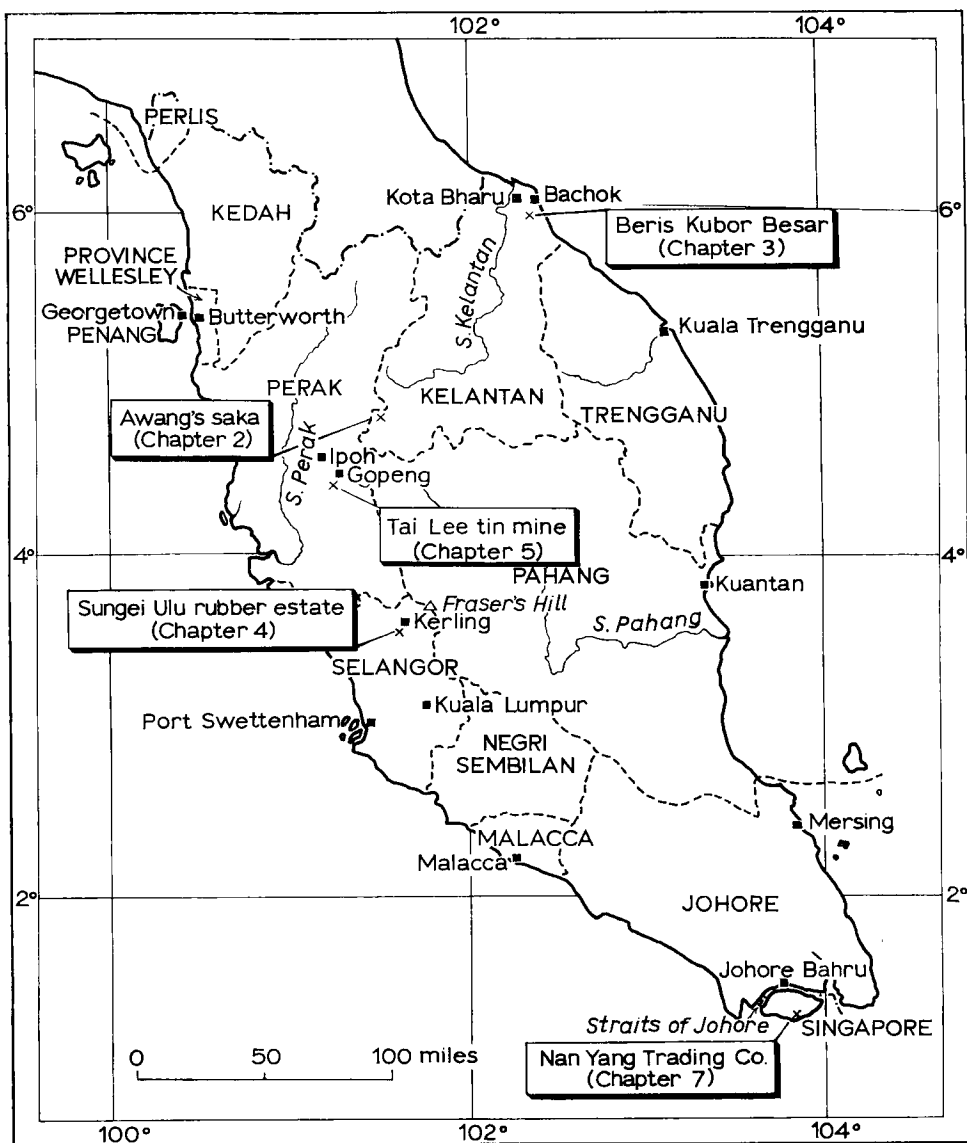 102° 104°
PERLIS
KEDAH
Kota Bharu Bachok
6° 6°
Beris Kubor Besar
(Chapter 3)
PROVINCE
WELLESLEY
S. Kelantan
Georgetown
PENANG
Butterworth
Kuala Trengganu
PERAK
KELANTAN
TRENGGANU
Awang's saka
(Chapter 2)
S. Perak
Ipoh
Gopeng
Tai Lee tin mine
(Chapter 5)
4° 4°
PAHANG
Kuantan
Sungei Ulu rubber estate
(Chapter 4)
Fraser's Hill
Kerling
S. Pahang
SELANGOR
Port Swettenham
Kuala Lumpur
NEGRI
SEMBILAN
Mersing
MALACCA
Malacca
2° 2°
JOHORE
Johore Bahru
Straits of Johore
SINGAPORE
Nan Yang Trading Co.
(Chapter 7)
0 50 100 miles
100° 102° 104°